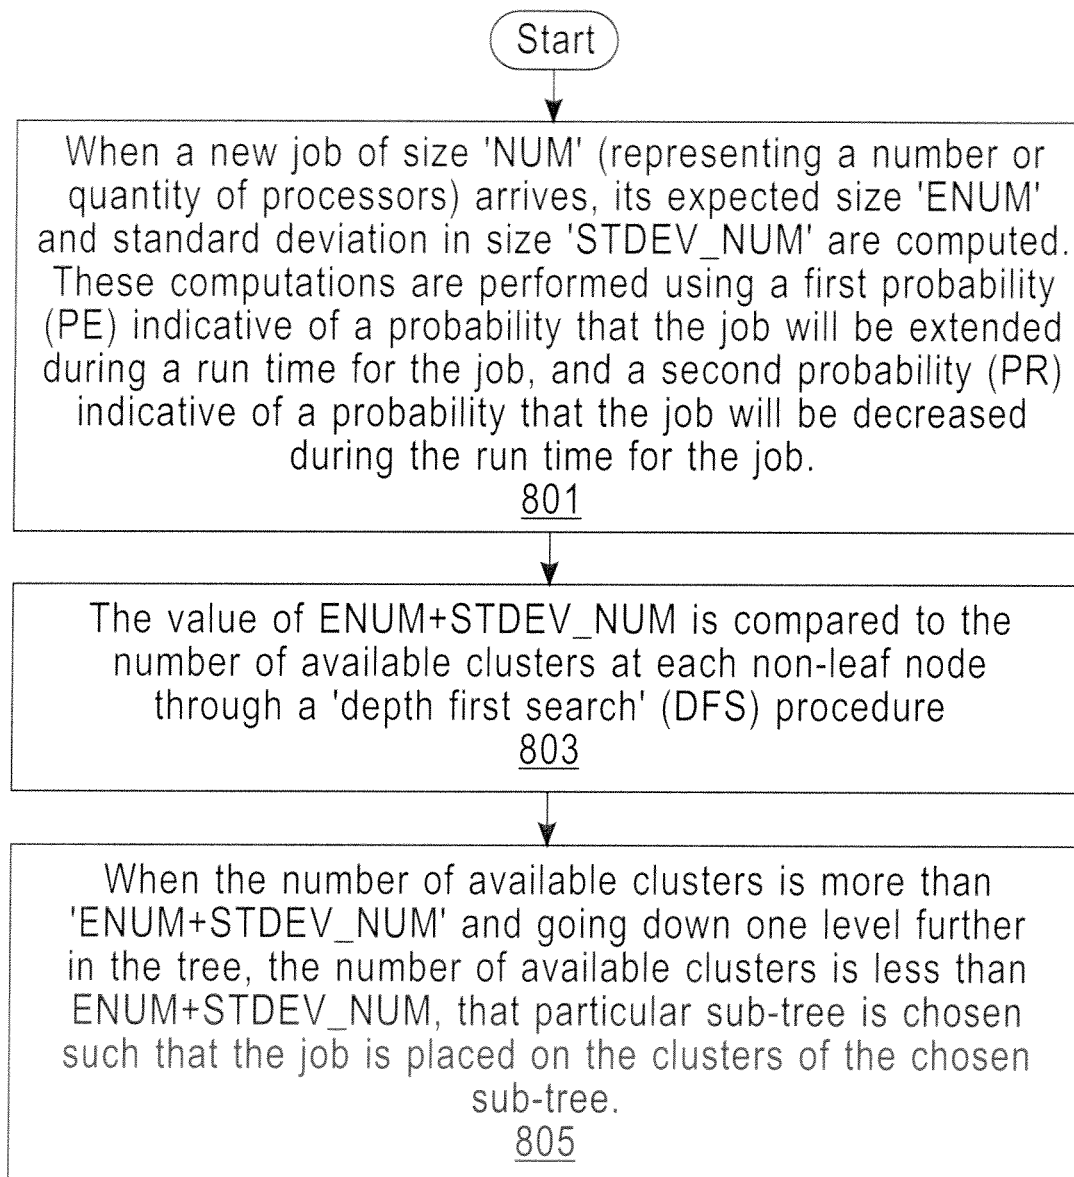 Start
When a new job of size 'NUM' (representing a number or
quantity of processors) arrives, its expected size 'ENUM'
and standard deviation in size 'STDEV_NUM' are computed.
These computations are performed using a first probability
(PE) indicative of a probability that the job will be extended
during a run time for the job, and a second probability (PR)
indicative of a probability that the job will be decreased
during the run time for the job.
801
The value of ENUM+STDEV_NUM is compared to the
number of available clusters at each non-leaf node
through a 'depth first search' (DFS) procedure
803
When the number of available clusters is more than
'ENUM+STDEV_NUM' and going down one level further
in the tree, the number of available clusters is less than
ENUM+STDEV_NUM, that particular sub-tree is chosen
such that the job is placed on the clusters of the chosen
sub-tree.
805